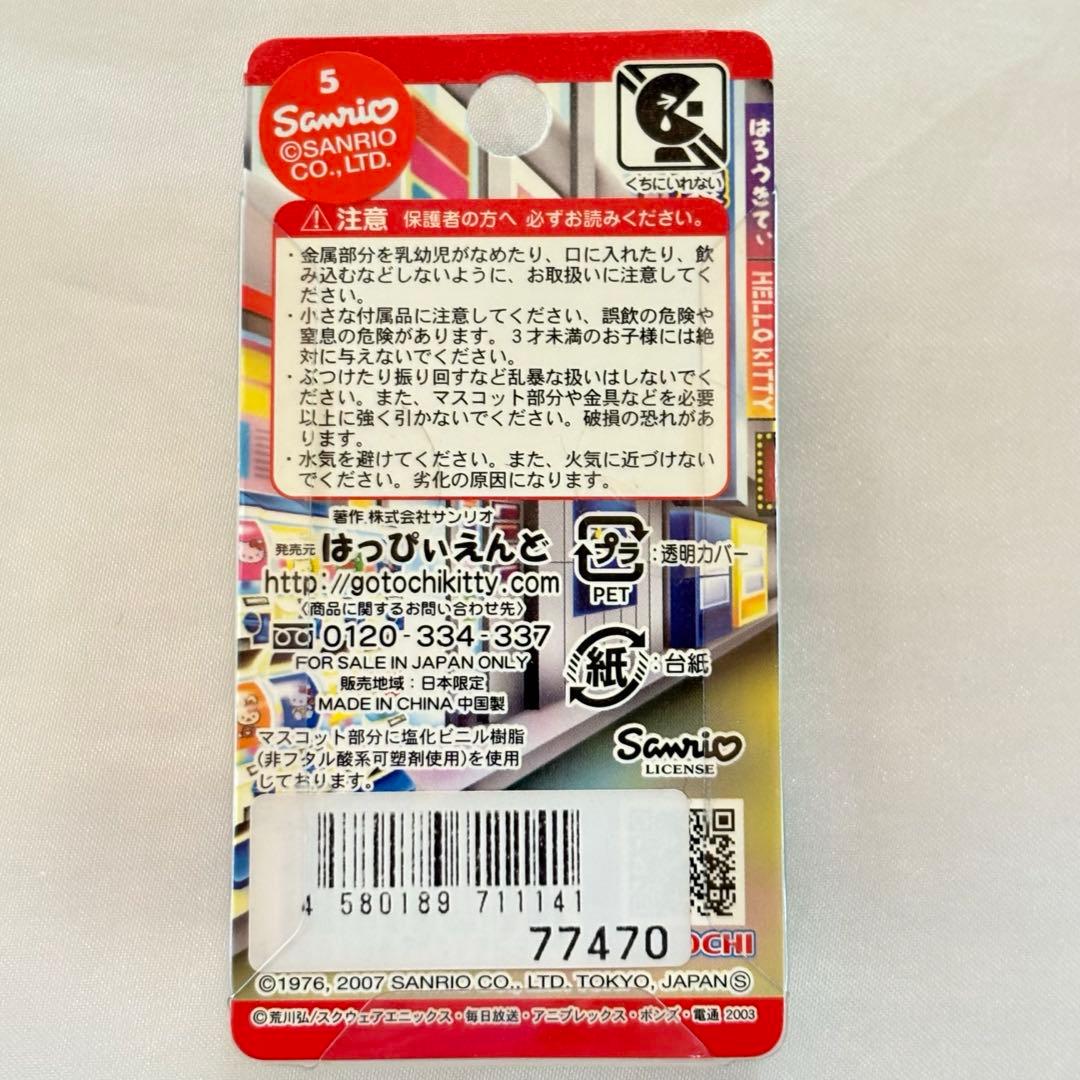 5
Sanrio
©SANRIO
CO., LTD.
くちにいれない
はろうきてぃ
HELLO KITTY
⚠注意 保護者の方へ 必ずお読みください。
・金属部分を乳幼児がなめたり、口に入れたり、飲
み込むなどしないように、お取扱いに注意してく
ださい。
・小さな付属品に注意してください、誤飲の危険や
窒息の危険があります。3才未満のお子様には絶
対に与えないでください。
・ぶつけたり振り回すなど乱暴な扱いはしないでく
ださい。また、マスコット部分や金具などを必要
以上に強く引かないでください。破損の恐れがあ
ります。
・水気を避けてください。また、火気に近づけない
でください。劣化の原因になります。
著作 株式会社サンリオ
発売元 はっぴぃえんど
http://gotochikitty.com
〈商品に関するお問い合わせ先〉
0120-334-337
FOR SALE IN JAPAN ONLY
販売地域：日本限定
MADE IN CHINA 中国製
プラ：透明カバー
PET
紙：台紙
マスコット部分に塩化ビニル樹脂
(非フタル酸系可塑剤使用)を使用
しております。
Sanrio
LICENSE
4 580189 711141
77470
OCHI
©1976, 2007 SANRIO CO., LTD. TOKYO, JAPAN Ⓢ
©荒川弘/スクウェアエニックス・毎日放送・アニプレックス・ボンズ・電通 2003